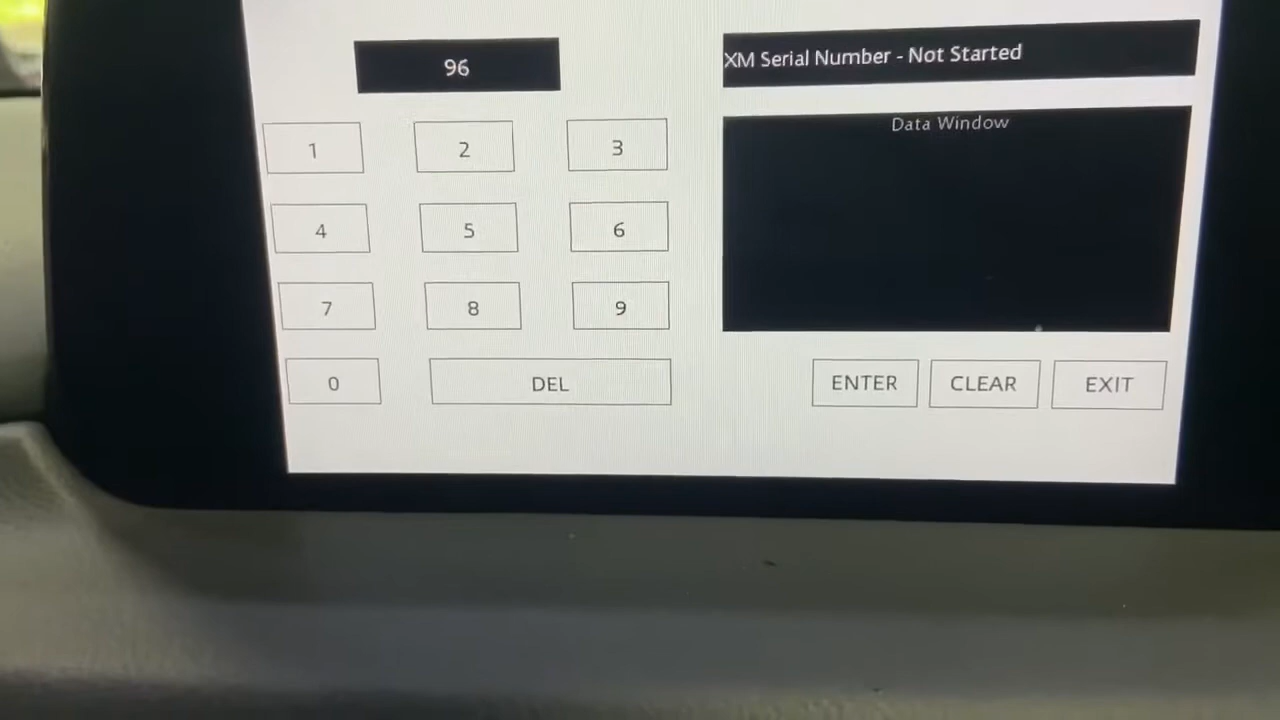 96
XM Serial Number - Not Started
Data Window
1 2 3
4 5 6
7 8 9
0 DEL
ENTER CLEAR EXIT